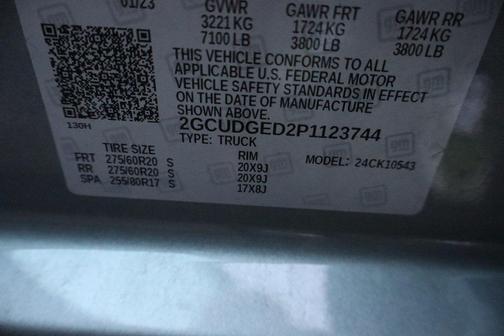 01/23 GVWR GAWR FRT GAWR RR
3221 KG 1724 KG 1724 KG
7100 LB 3800 LB 3800 LB
THIS VEHICLE CONFORMS TO ALL
APPLICABLE U.S. FEDERAL MOTOR
VEHICLE SAFETY STANDARDS IN EFFECT
ON THE DATE OF MANUFACTURE
SHOWN ABOVE.
130H
2GCUDGED2P1123744
TYPE: TRUCK
TIRE SIZE RIM MODEL: 24CK10543
FRT 275/60R20 S 20X9J
RR 275/60R20 S 20X9J
SPA 255/80R17 S 17X8J